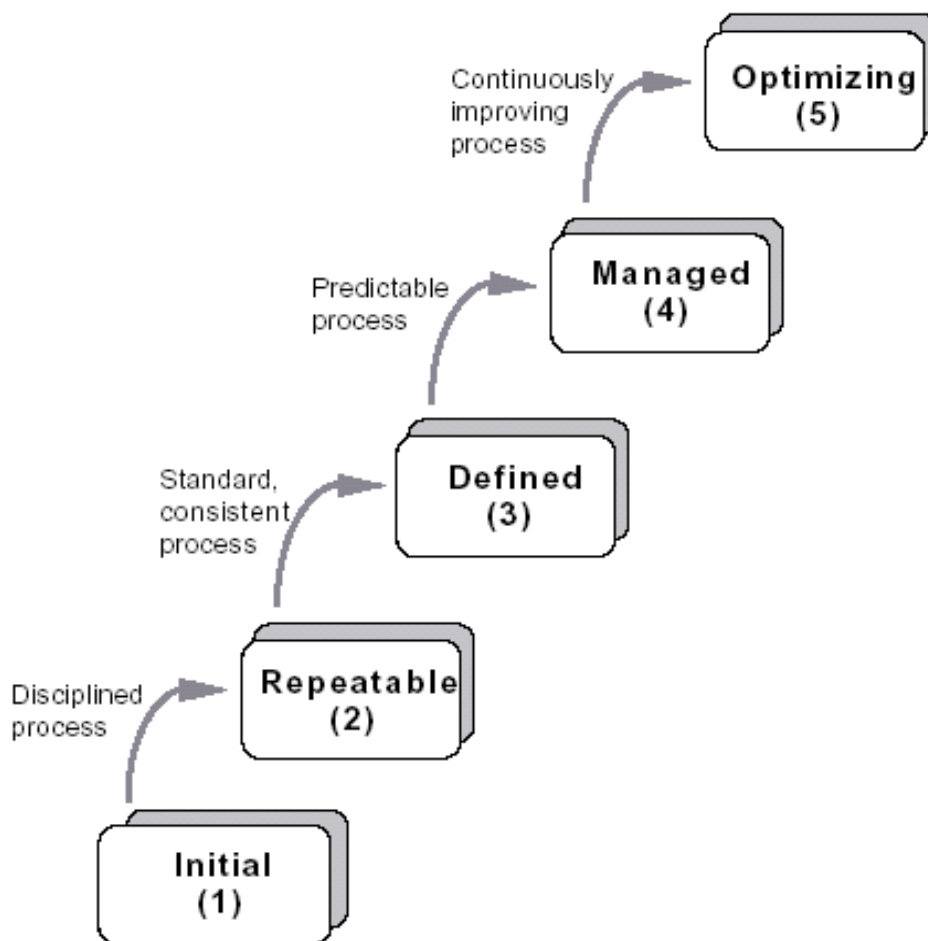 Continuously
improving
process
Optimizing
(5)
Predictable
process
Managed
(4)
Standard,
consistent
process
Defined
(3)
Disciplined
process
Repeatable
(2)
Initial
(1)